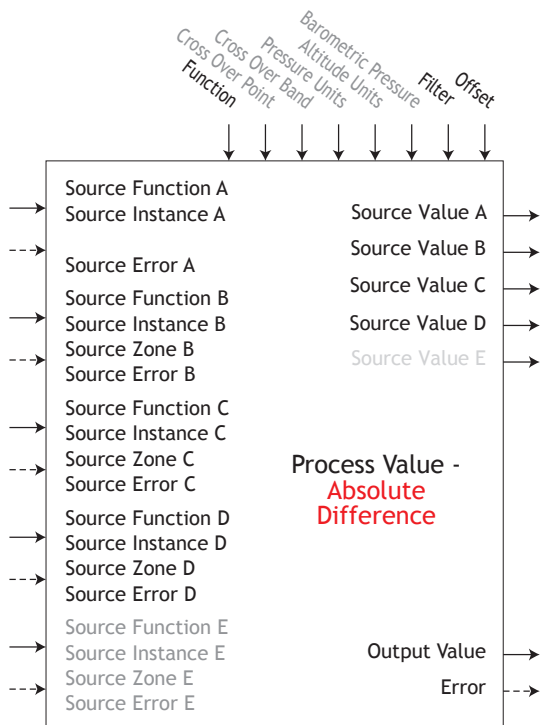 Function
Cross Over Point
Cross Over Band
Pressure Units
Altitude Units
Barometric Pressure
Filter
Offset
Source Function A
Source Instance A
Source Error A
Source Function B
Source Instance B
Source Zone B
Source Error B
Source Function C
Source Instance C
Source Zone C
Source Error C
Source Function D
Source Instance D
Source Zone D
Source Error D
Source Function E
Source Instance E
Source Zone E
Source Error E
Source Value A
Source Value B
Source Value C
Source Value D
Source Value E
Process Value -
Absolute
Difference
Output Value
Error